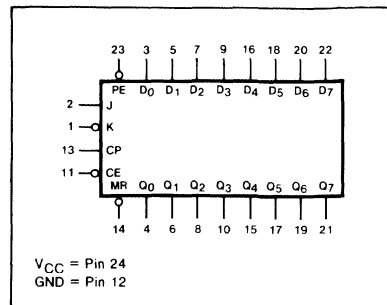 23 3 5 7 9 16 18 20 22
PE D0 D1 D2 D3 D4 D5 D6 D7
2 J
1 K
13 CP
11 CE
MR Q0 Q1 Q2 Q3 Q4 Q5 Q6 Q7
14 4 6 8 10 15 17 19 21
VCC = Pin 24
GND = Pin 12